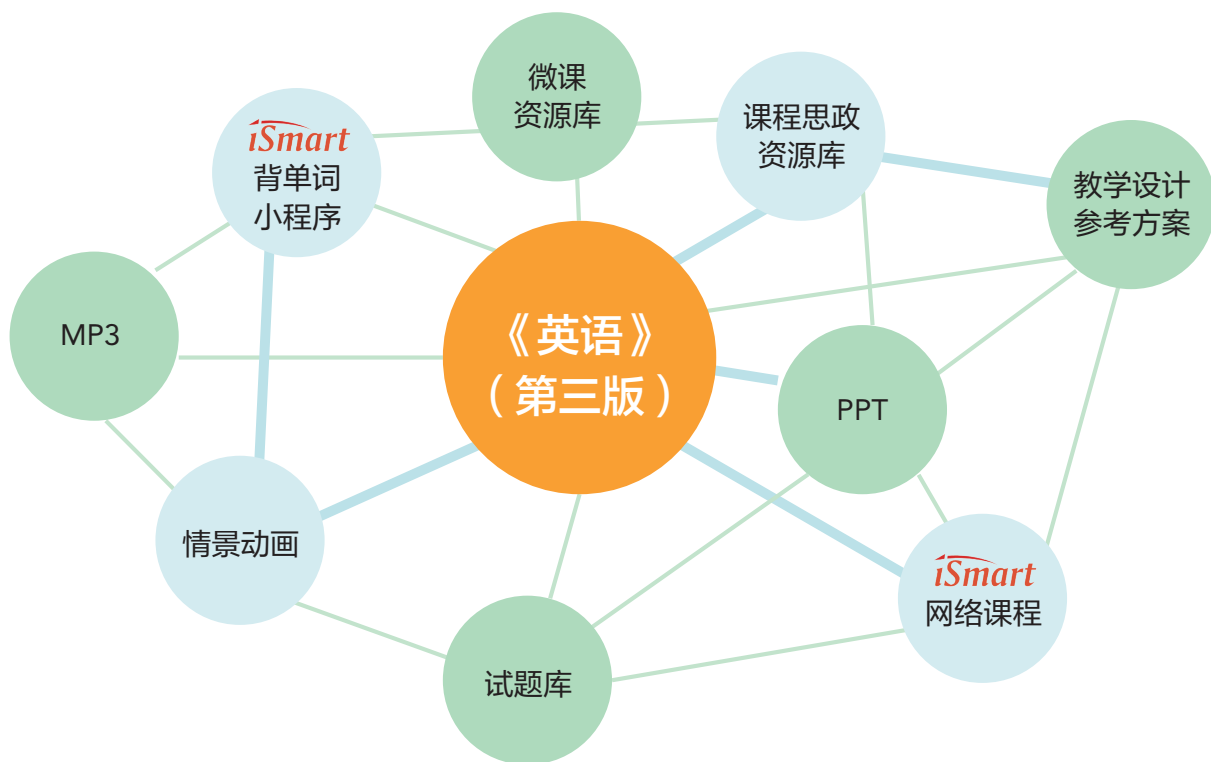 微课
资源库
课程思政
资源库
iSmart
背单词
小程序
教学设计
参考方案
MP3
《英语》
（第三版）
PPT
情景动画
iSmart
网络课程
试题库